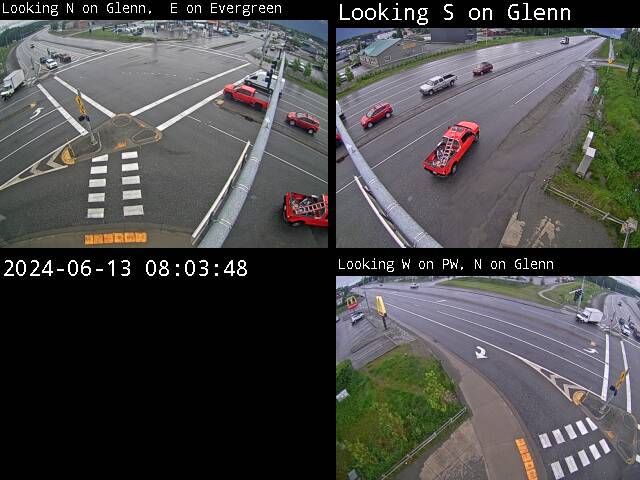 Looking N on Glenn,  E on Evergreen
Looking S on Glenn
2024-06-13 08:03:48
Looking W on PW, N on Glenn